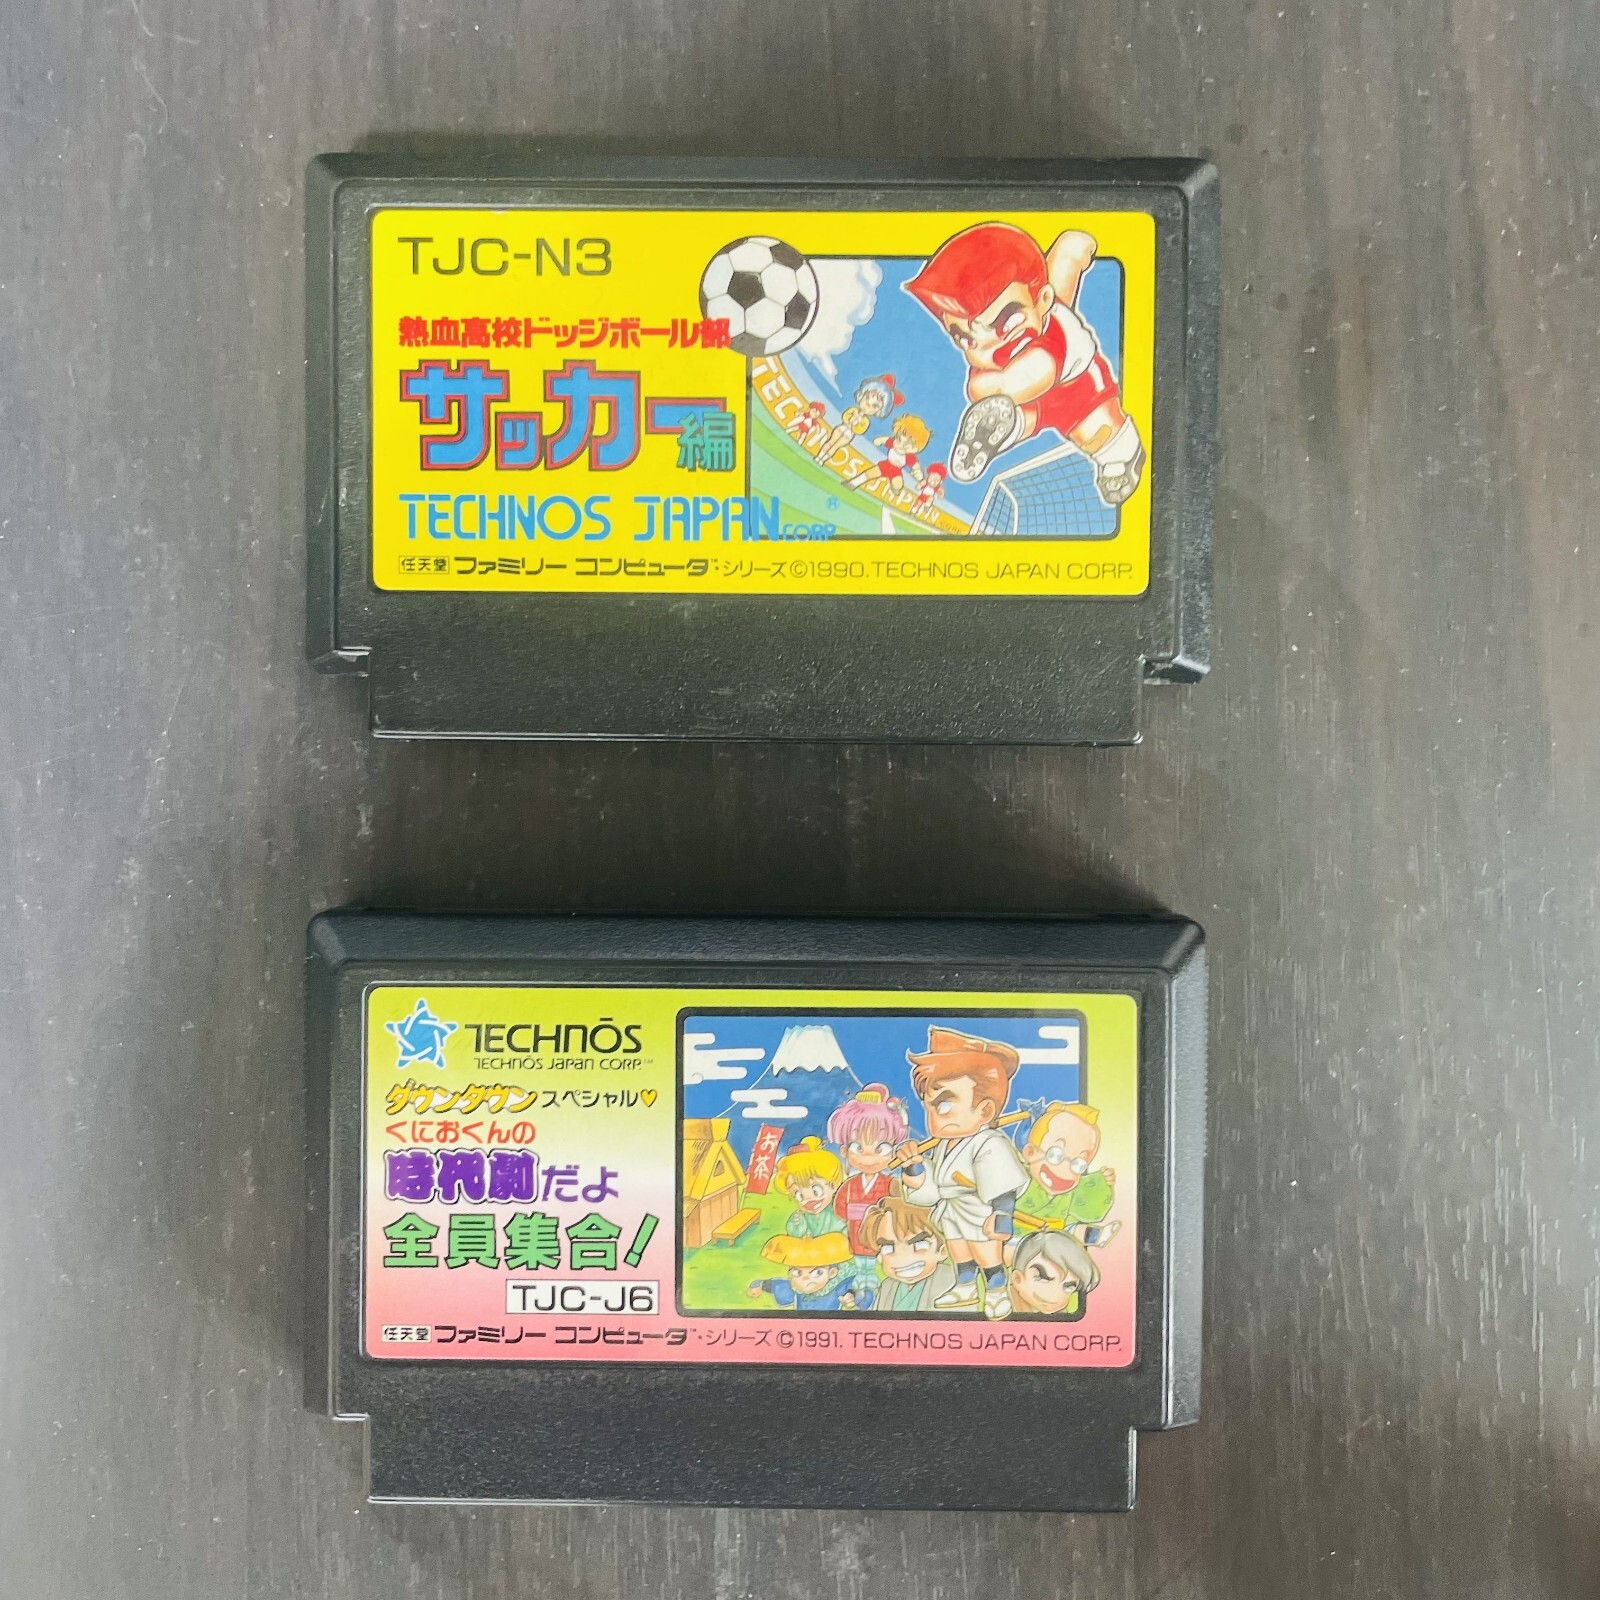 TJC-N3
熱血高校ドッジボール部
サッカー編
TECHNOS JAPAN CORP. ®
TECHNOS JAPAN CORP
任天堂 ファミリー コンピュータ™・シリーズ ©1990. TECHNOS JAPAN CORP.
TECHNŌS
TECHNŌS JAPAN CORP.™
ダウンタウンスペシャル♥
くにおくんの
時代劇だよ
全員集合!
TJC-J6
お茶
任天堂 ファミリー コンピュータ™・シリーズ ©1991. TECHNOS JAPAN CORP.